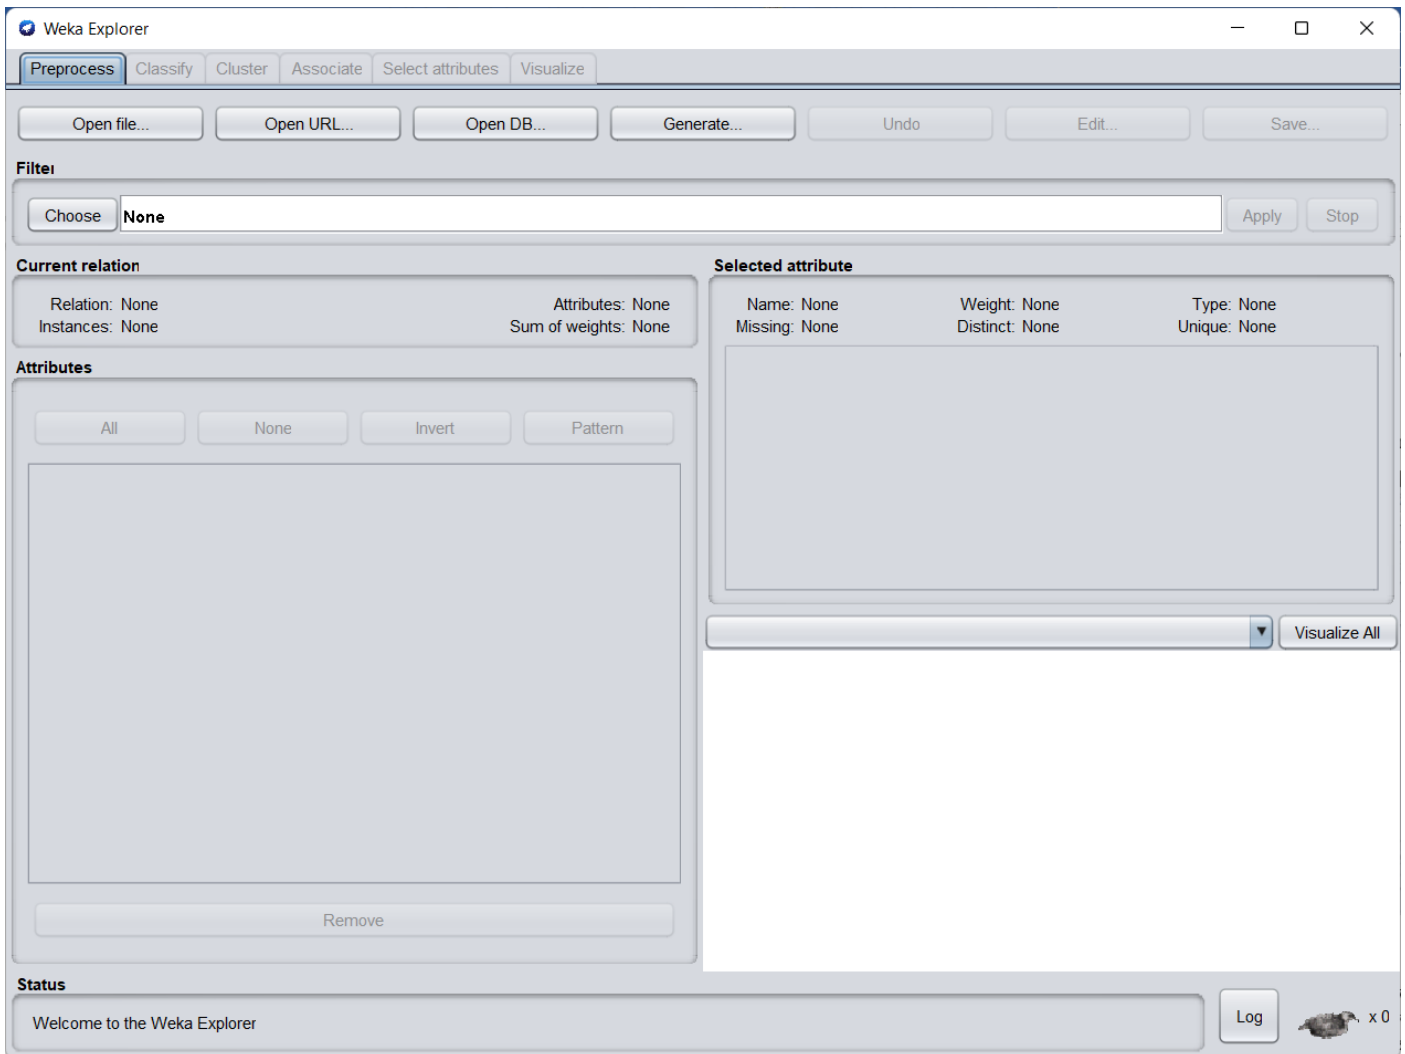 Weka Explorer
Preprocess Classify Cluster Associate Select attributes Visualize
Open file... Open URL... Open DB... Generate... Undo Edit... Save...
Filter
Choose None Apply Stop
Current relation
Relation: None Attributes: None
Instances: None Sum of weights: None
Selected attribute
Name: None Weight: None Type: None
Missing: None Distinct: None Unique: None
Attributes
All None Invert Pattern
Visualize All
Remove
Status
Welcome to the Weka Explorer
Log x 0